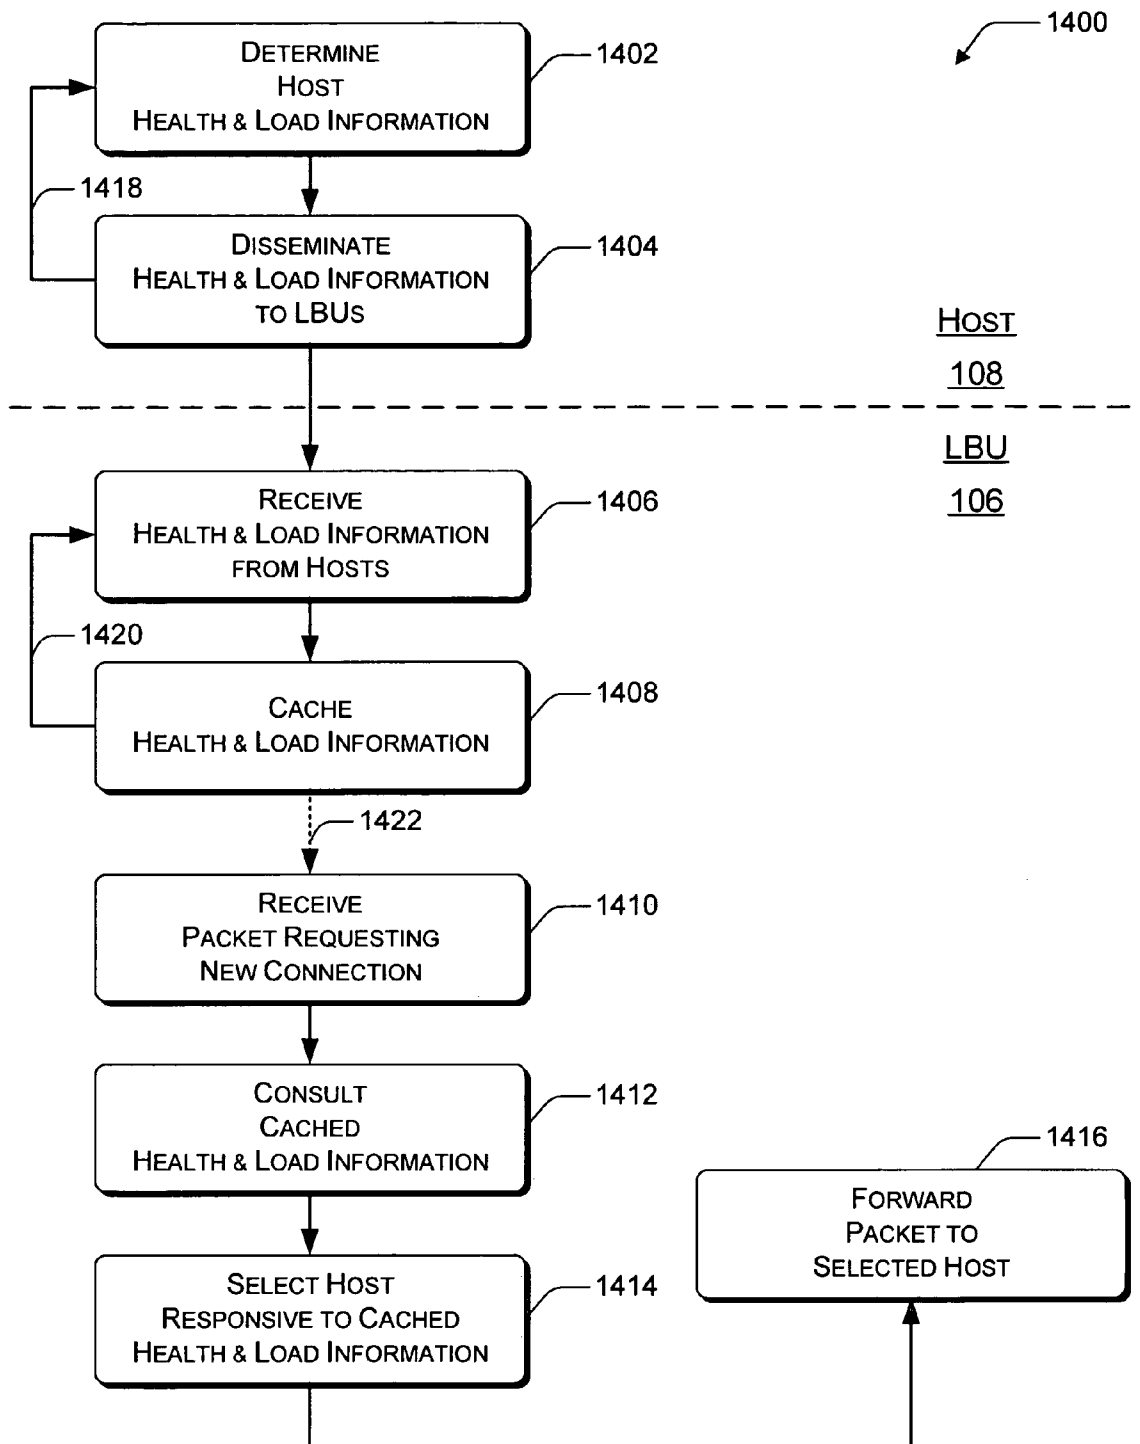 1400
DETERMINE
HOST
HEALTH & LOAD INFORMATION
1402
1418
DISSEMINATE
HEALTH & LOAD INFORMATION
TO LBUS
1404
HOST
108
LBU
106
RECEIVE
HEALTH & LOAD INFORMATION
FROM HOSTS
1406
1420
CACHE
HEALTH & LOAD INFORMATION
1408
1422
RECEIVE
PACKET REQUESTING
NEW CONNECTION
1410
CONSULT
CACHED
HEALTH & LOAD INFORMATION
1412
SELECT HOST
RESPONSIVE TO CACHED
HEALTH & LOAD INFORMATION
1414
1416
FORWARD
PACKET TO
SELECTED HOST